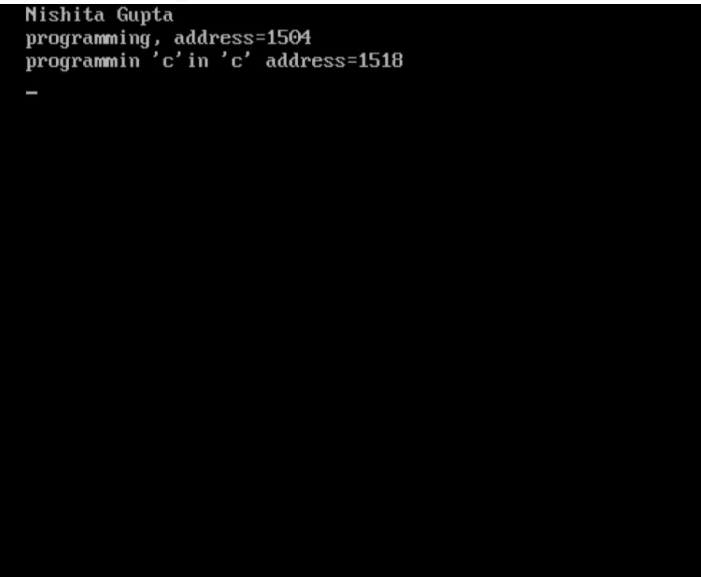 Nishita Gupta
programming, address=1504
programmin 'c'in 'c' address=1518